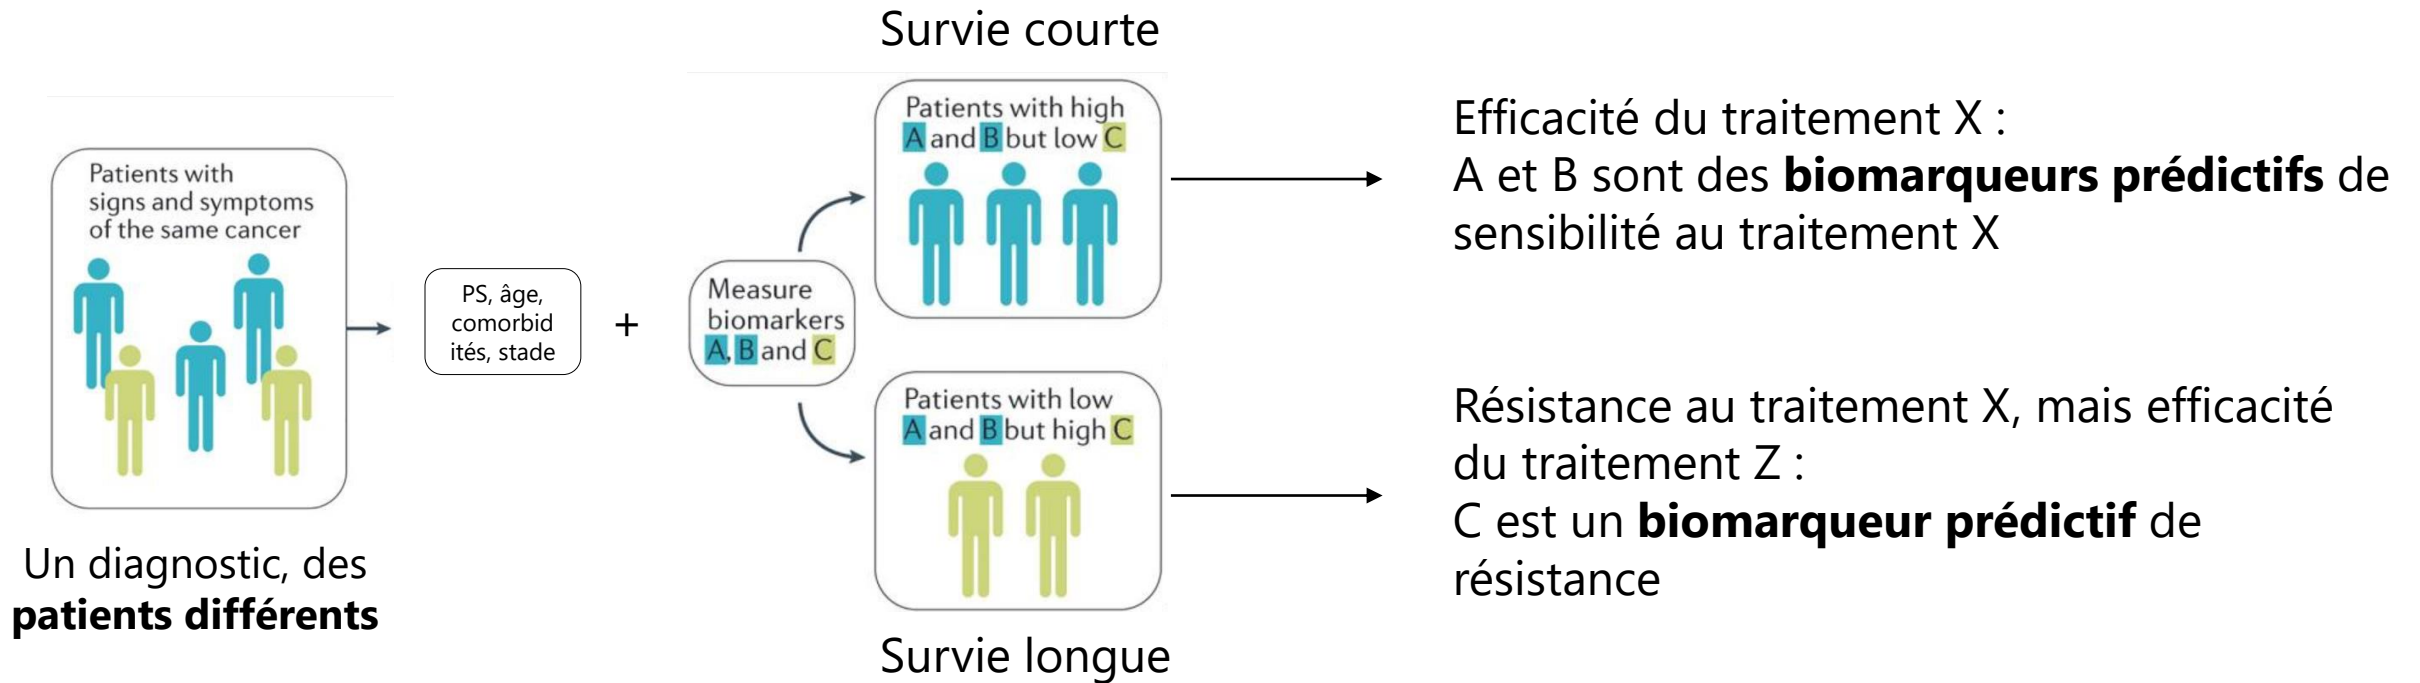 Patients with
signs and symptoms
of the same cancer
Un diagnostic, des
patients différents
PS, âge,
comorbid
ités, stade
+
Measure
biomarkers
A, B and C
Survie courte
Patients with high
A and B but low C
Patients with low
A and B but high C
Survie longue
Efficacité du traitement X :
A et B sont des biomarqueurs prédictifs de
sensibilité au traitement X
Résistance au traitement X, mais efficacité
du traitement Z :
C est un biomarqueur prédictif de
résistance